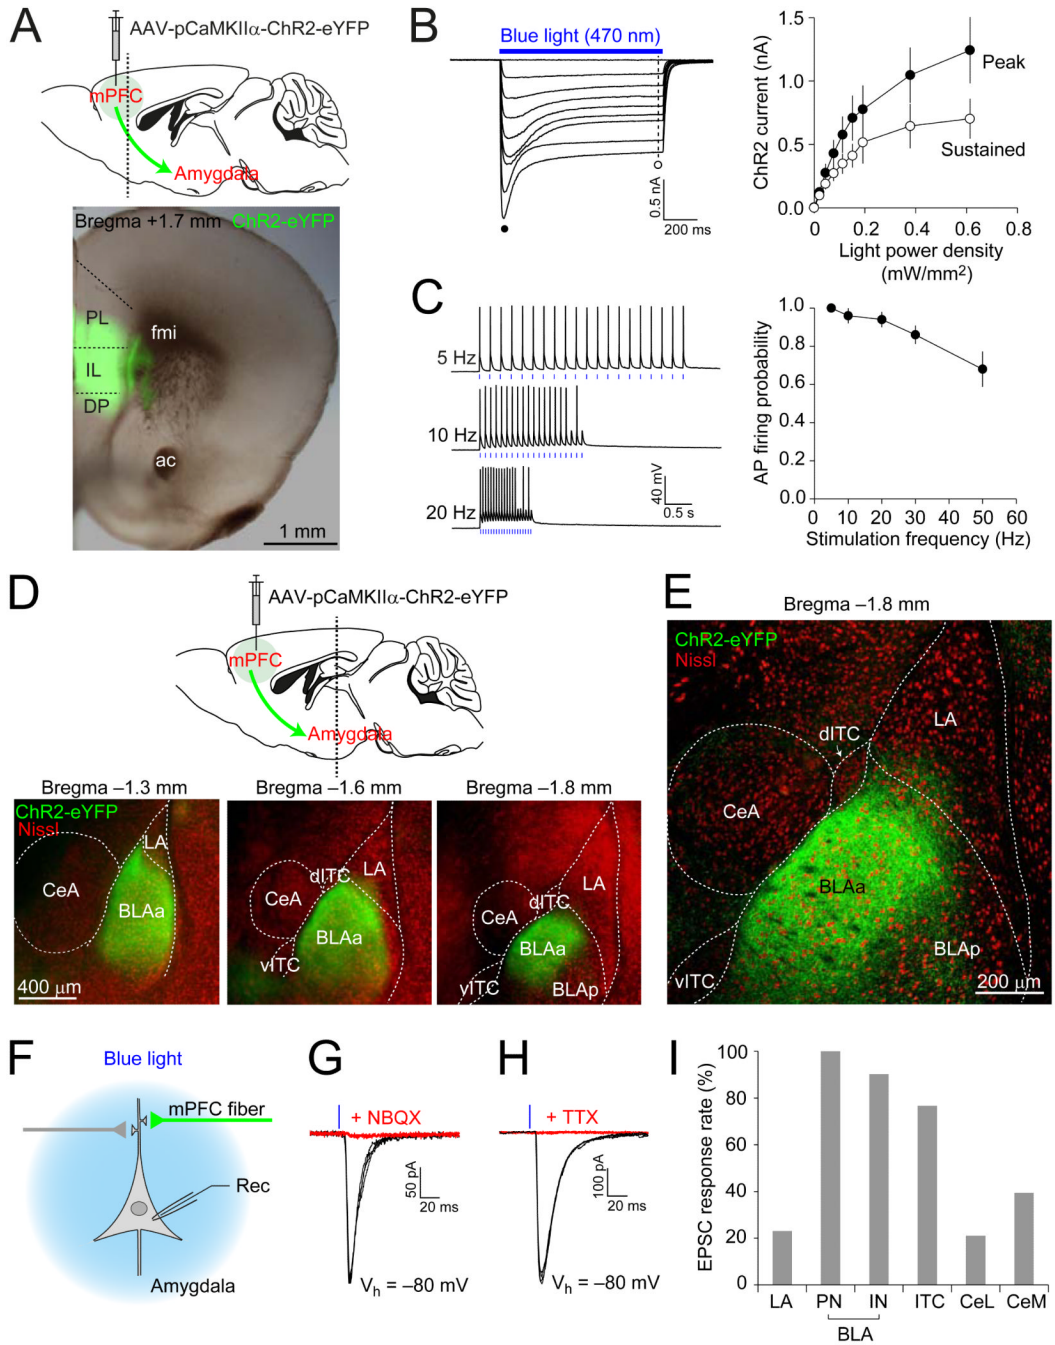 A
AAV-pCaMKIIα-ChR2-eYFP
mPFC
Amygdala
Bregma +1.7 mm ChR2-eYFP
PL
fmi
IL
DP
ac
1 mm
B
Blue light (470 nm)
0.5 nA
200 ms
ChR2 current (nA)
1.5
1.0
0.5
0.0
Peak
Sustained
0 0.2 0.4 0.6 0.8
Light power density
(mW/mm2)
C
5 Hz
10 Hz
20 Hz
40 mV
0.5 s
AP firing probability
1.0
0.8
0.6
0.4
0.2
0.0
0 10 20 30 40 50 60
Stimulation frequency (Hz)
D
AAV-pCaMKIIα-ChR2-eYFP
mPFC
Amygdala
Bregma –1.3 mm
ChR2-eYFP
Nissl
LA
CeA
BLAa
400 µm
Bregma –1.6 mm
LA
dITC
CeA
BLAa
vITC
Bregma –1.8 mm
LA
dITC
CeA
BLAa
vITC
BLAp
E
Bregma –1.8 mm
ChR2-eYFP
Nissl
LA
dITC
CeA
BLAa
BLAp
vITC
200 µm
F
Blue light
mPFC fiber
Rec
Amygdala
G
+ NBQX
50 pA
20 ms
Vh = –80 mV
H
+ TTX
100 pA
20 ms
Vh = –80 mV
I
EPSC response rate (%)
100
80
60
40
20
0
LA PN IN ITC CeL CeM
BLA